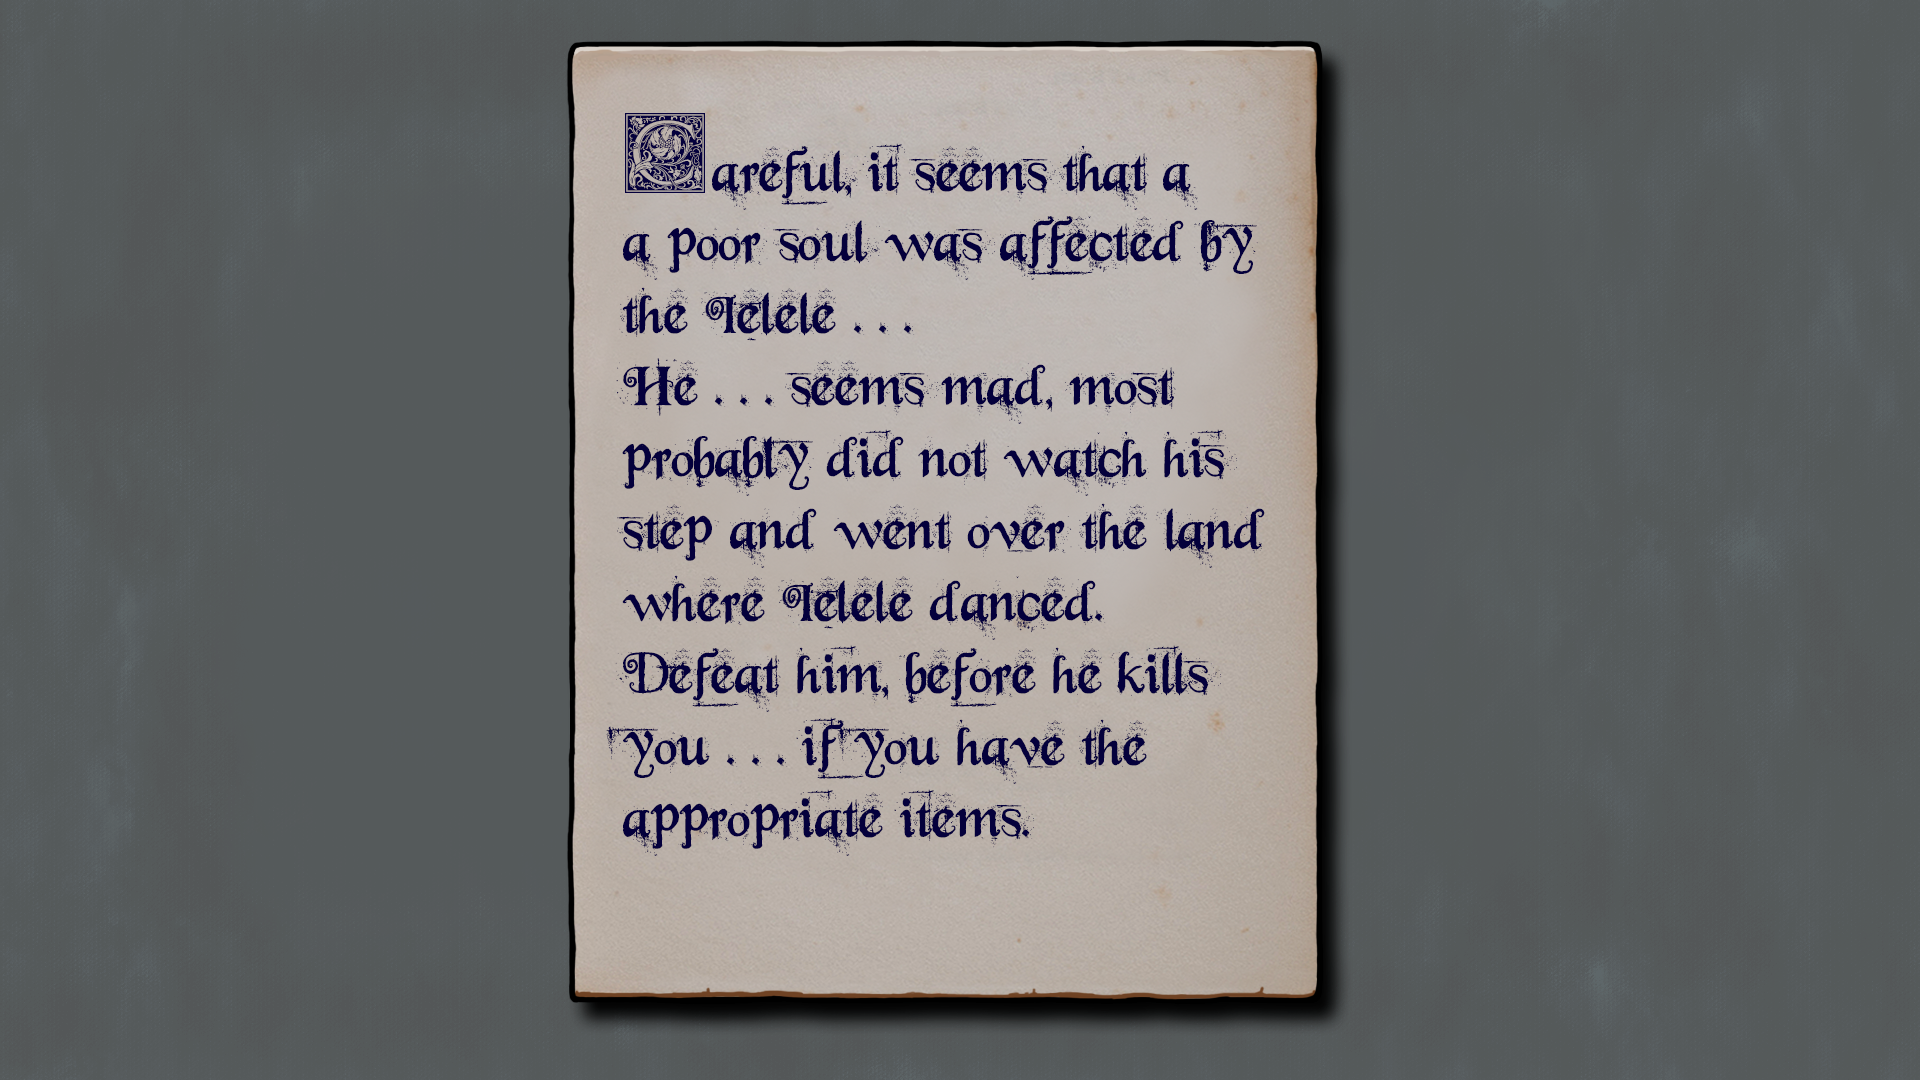 Careful, it seems that a
a poor soul was affected by
the Ielele . . .
He . . . seems mad, most
probably did not watch his
step and went over the land
where Ielele danced.
Defeat him, before he kills
you . . . if you have the
appropriate items.